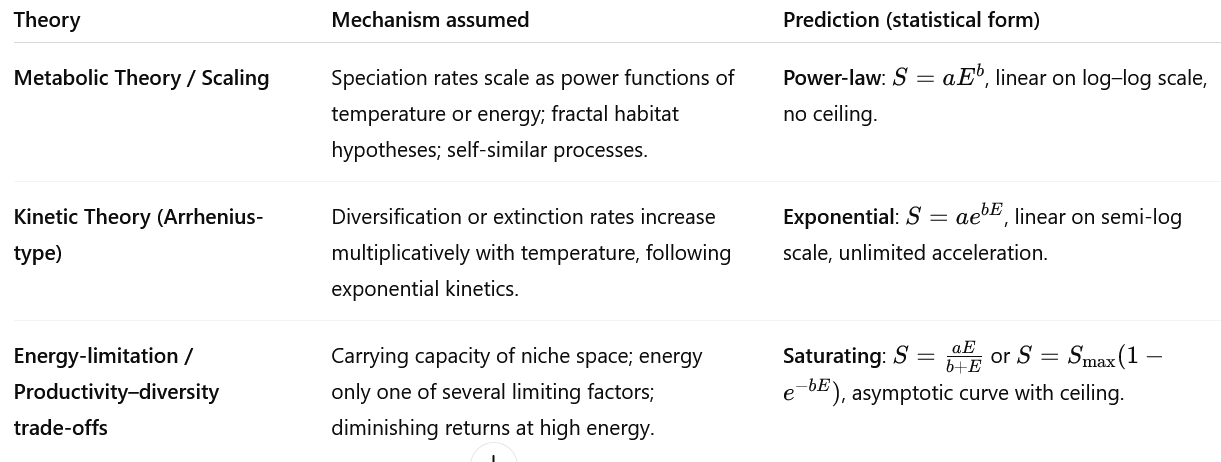 Theory Mechanism assumed Prediction (statistical form)
Metabolic Theory / Scaling Speciation rates scale as power functions of Power-law: S = aE^b, linear on log–log scale,
temperature or energy; fractal habitat no ceiling.
hypotheses; self-similar processes.
Kinetic Theory (Arrhenius- Diversification or extinction rates increase Exponential: S = ae^{bE}, linear on semi-log
type) multiplicatively with temperature, following scale, unlimited acceleration.
exponential kinetics.
Energy-limitation / Carrying capacity of niche space; energy Saturating: S = \frac{aE}{b+E} or S = S_{max}(1 −
Productivity–diversity only one of several limiting factors; e^{−bE}), asymptotic curve with ceiling.
trade-offs diminishing returns at high energy.